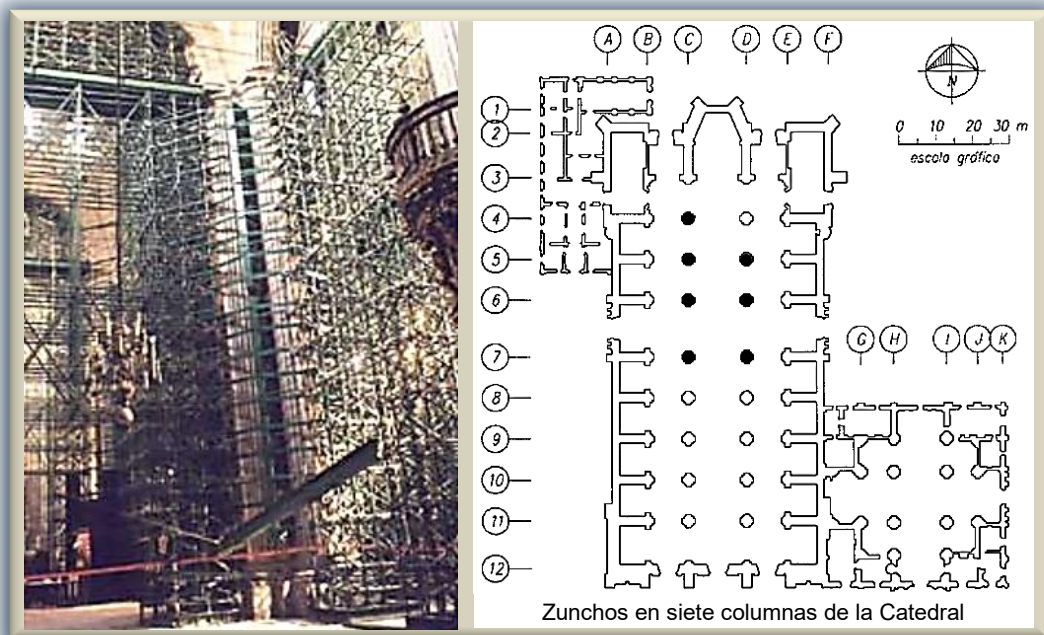 A B C D E F
N
0 10 20 30 m
escala gráfica
1
2
3
4
5
6
7
8
9
10
11
12
G H I J K
Zunchos en siete columnas de la Catedral